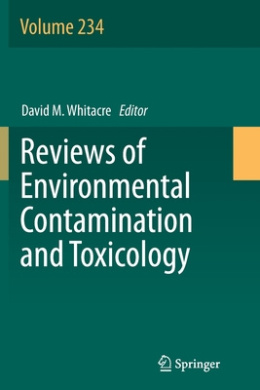 Volume 234
David M. Whitacre Editor
Reviews of
Environmental
Contamination
and Toxicology
Springer